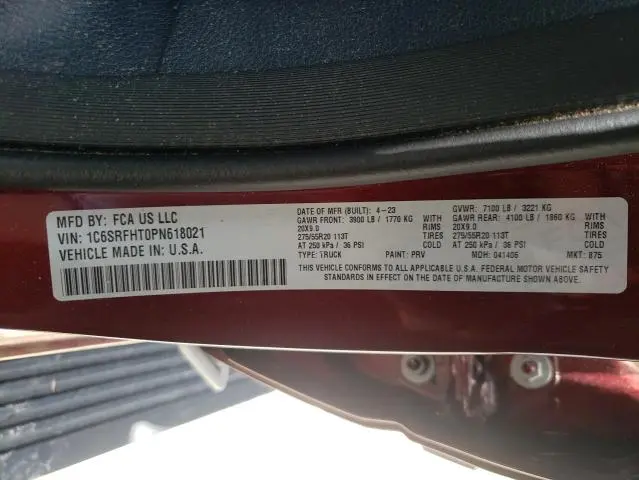 MFD BY: FCA US LLC
VIN: 1C6SRFHT0PN618021
VEHICLE MADE IN: U.S.A.
DATE OF MFR (BUILT): 4-23 GVWR: 7100 LB / 3221 KG
GAWR FRONT: 3900 LB / 1770 KG WITH GAWR REAR: 4100 LB / 1860 KG WITH
20X9.0 RIMS 20X9.0 RIMS
275/55R20 113T TIRES 275/55R20 113T TIRES
AT 250 kPa / 36 PSI AT 250 kPa / 36 PSI
TYPE: TRUCK PAINT: PRV MDH: 041406 MKT: 875
THIS VEHICLE CONFORMS TO ALL APPLICABLE U.S.A. FEDERAL MOTOR VEHICLE SAFETY
STANDARDS IN EFFECT ON THE DATE OF MANUFACTURE SHOWN ABOVE.